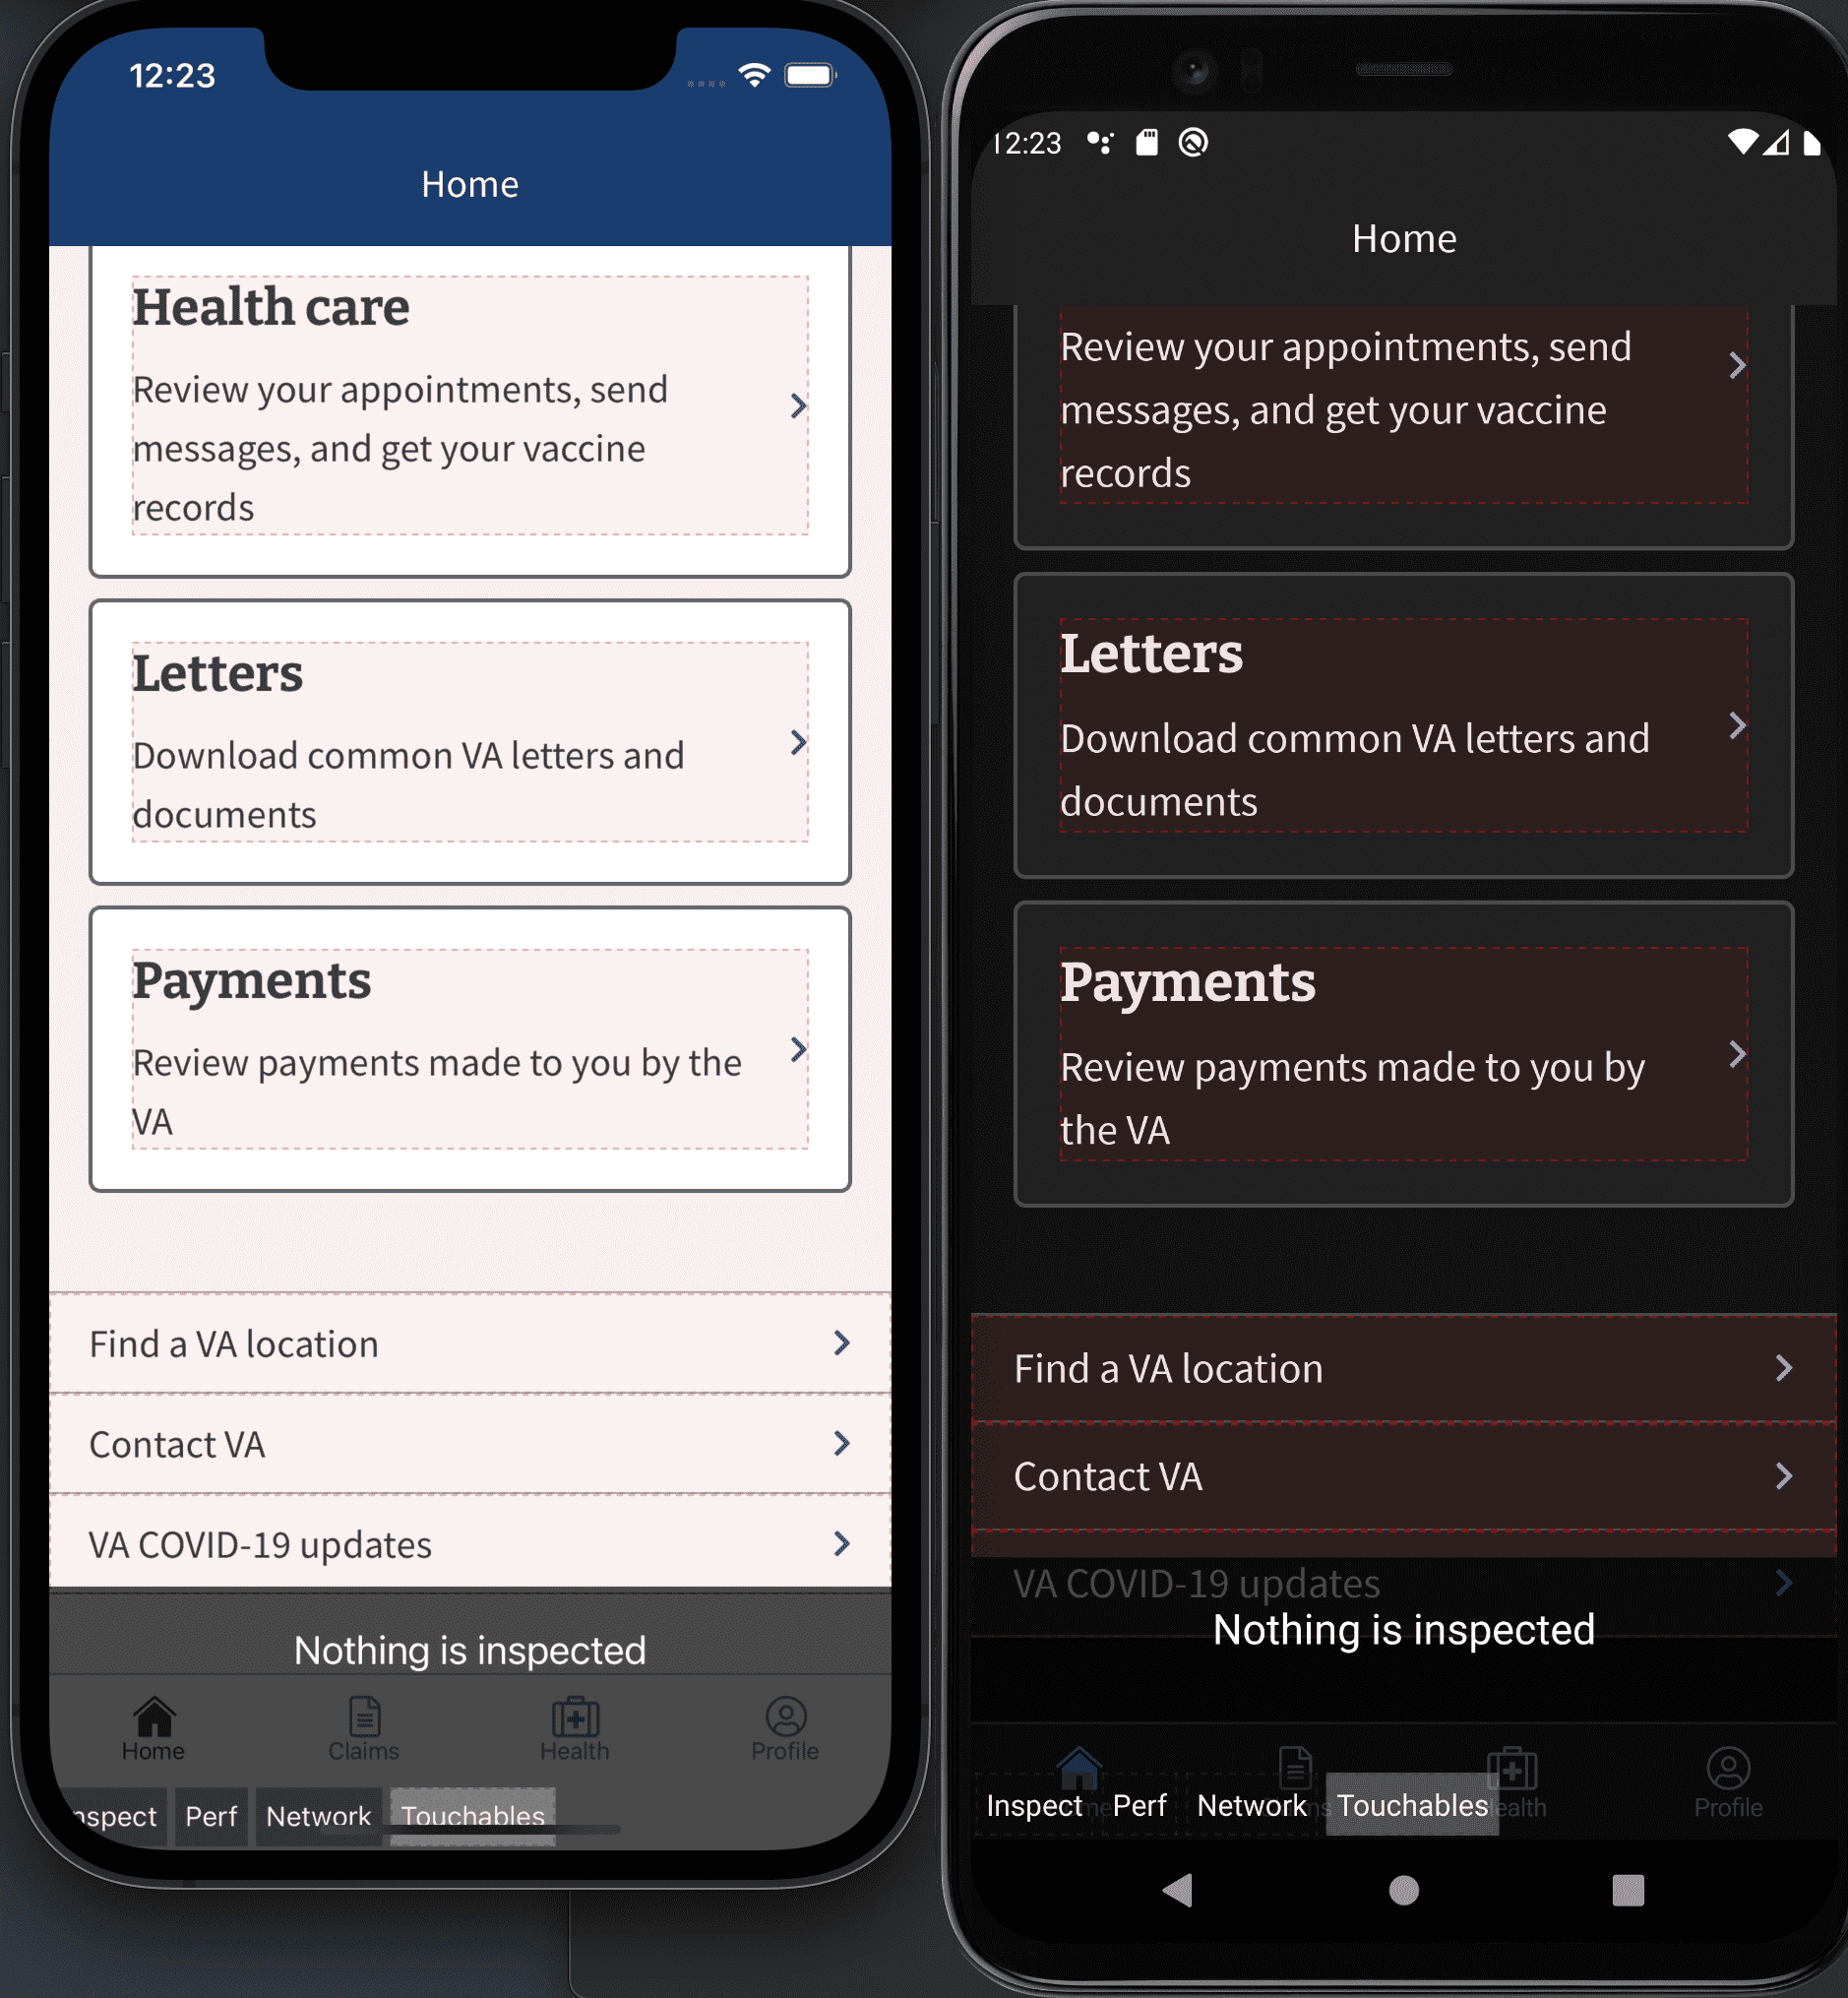 12:23
Home
Health care
Review your appointments, send
messages, and get your vaccine
records
Letters
Download common VA letters and
documents
Payments
Review payments made to you by the
VA
Find a VA location
Contact VA
VA COVID-19 updates
Nothing is inspected
Home
Claims
Health
Profile
nspect
Perf
Network
Touchables
12:23
Home
Review your appointments, send
messages, and get your vaccine
records
Letters
Download common VA letters and
documents
Payments
Review payments made to you by
the VA
Find a VA location
Contact VA
VA COVID-19 updates
Nothing is inspected
Inspect
Perf
Network
Touchables
Profile